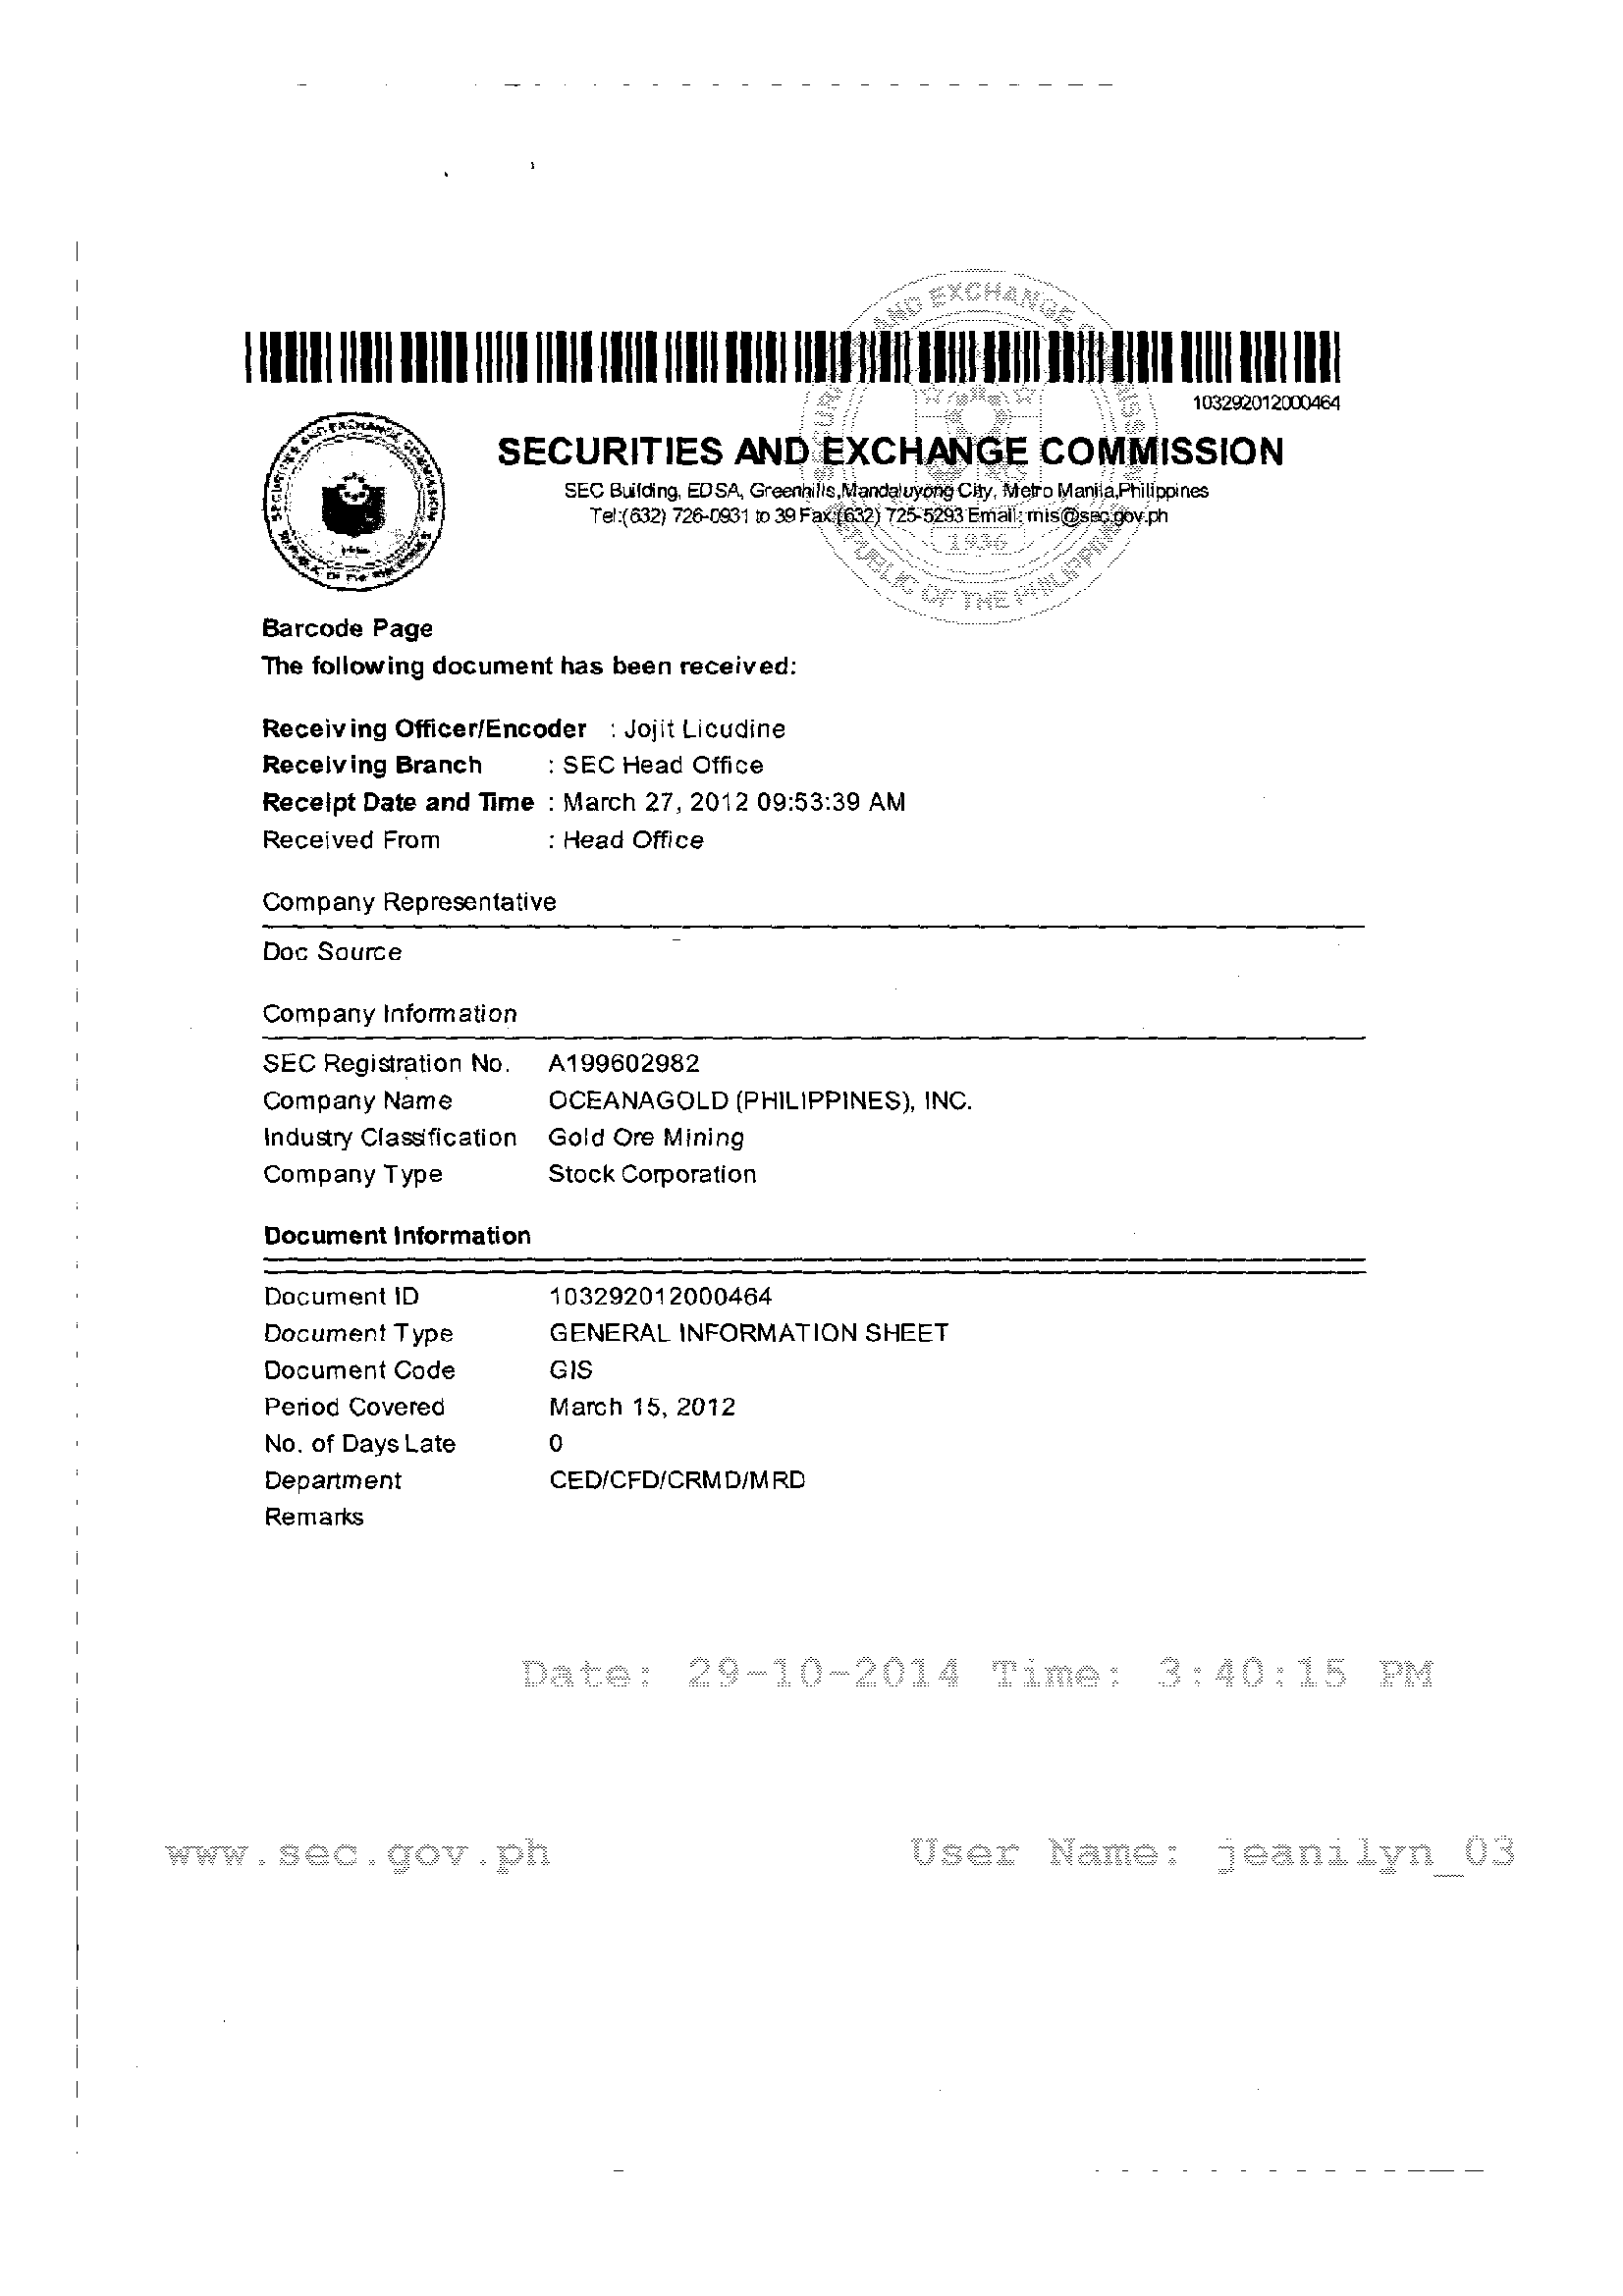 103292012000464
SECURITIES AND EXCHANGE COMMISSION
SEC Building, EDSA, Greenhills,Mandaluyong City, Metro Manila,Philippines
Tel:(632) 726-0931 to 39 Fax:(632) 725-5293 Email: mis@sec.gov.ph
1936
REPUBLIC OF THE PHILIPPINES
Barcode Page
The following document has been received:
Receiving Officer/Encoder : Jojit Licudine
Receiving Branch : SEC Head Office
Receipt Date and Time : March 27, 2012 09:53:39 AM
Received From : Head Office
Company Representative
Doc Source
Company Information
SEC Registration No. A199602982
Company Name OCEANAGOLD (PHILIPPINES), INC.
Industry Classification Gold Ore Mining
Company Type Stock Corporation
Document Information
Document ID 103292012000464
Document Type GENERAL INFORMATION SHEET
Document Code GIS
Period Covered March 15, 2012
No. of Days Late 0
Department CED/CFD/CRMD/MRD
Remarks
Date: 29-10-2014 Time: 3:40:15 PM
www.sec.gov.ph User Name: jeanilyn_03